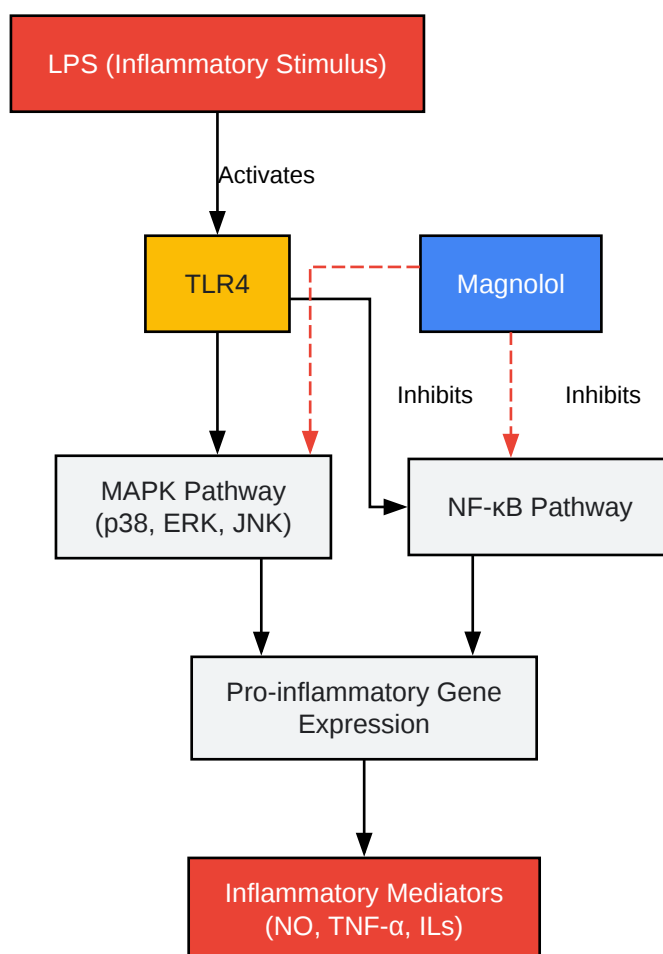 LPS (Inflammatory Stimulus)
Activates
TLR4
Magnolol
Inhibits
Inhibits
MAPK Pathway
(p38, ERK, JNK)
NF-κB Pathway
Pro-inflammatory Gene
Expression
Inflammatory Mediators
(NO, TNF-α, ILs)